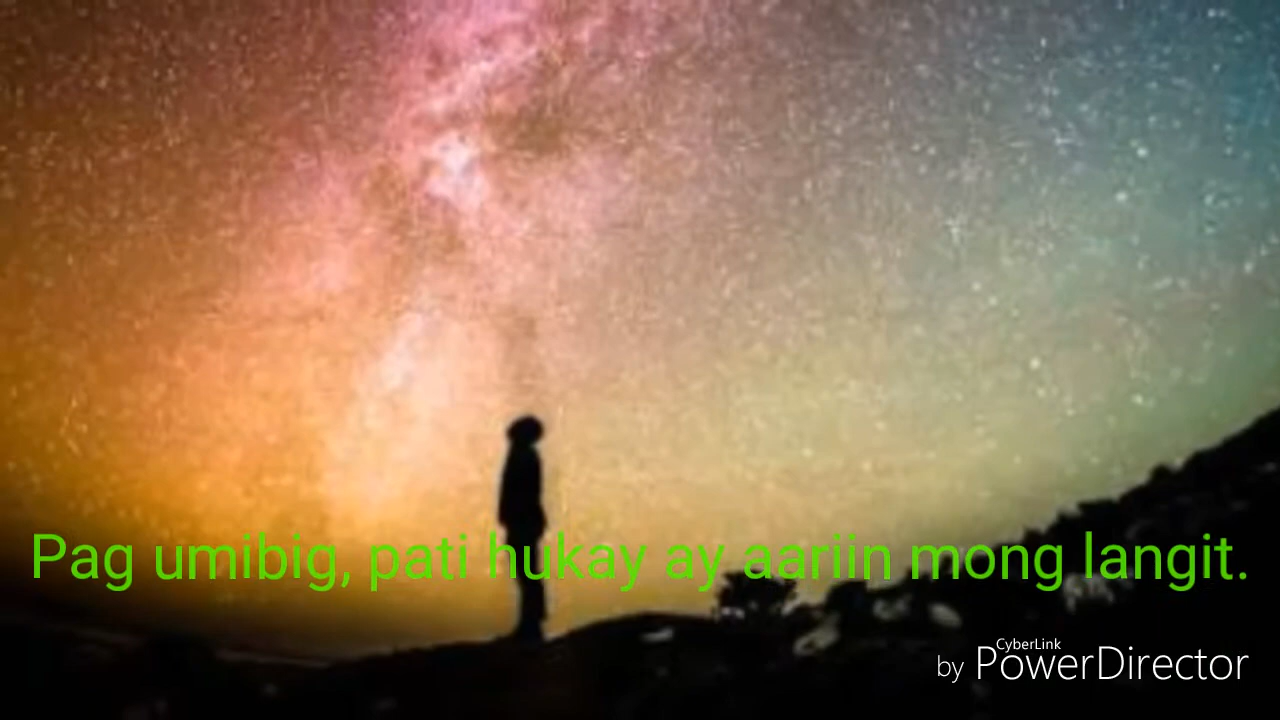 Pag umibig, pati hukay ay aariin mong langit.
CyberLink
by PowerDirector